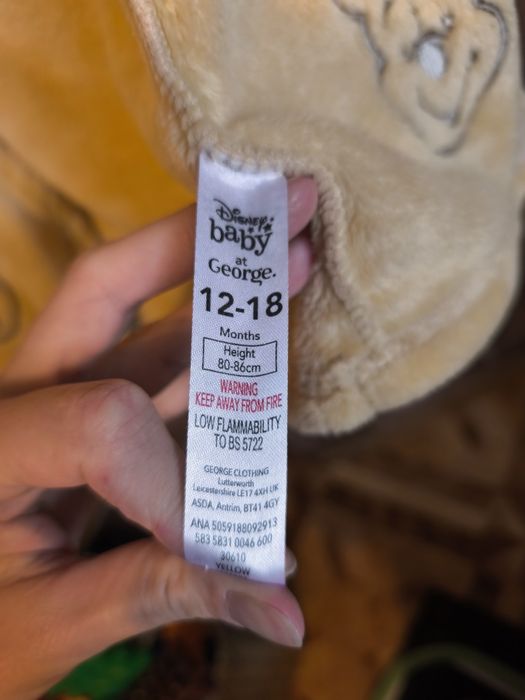 Disney
baby
at
George.
12-18
Months
Height
80-86cm
WARNING
KEEP AWAY FROM FIRE
LOW FLAMMABILITY
TO BS 5722
GEORGE CLOTHING
Lutterworth
Leicestershire LE17 4XH UK
ASDA, Antrim, BT41 4GY
ANA 5059188092913
583 5831 0046 600
30610
YELLOW